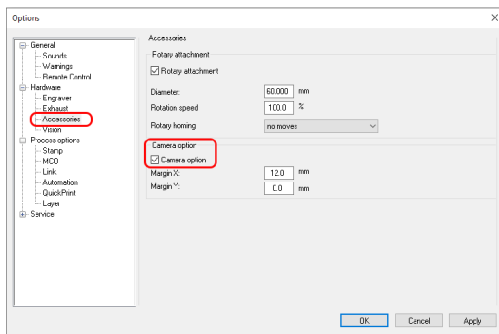 Options
General
Sounds
Warnings
Remote Control
Hardware
Engraver
Exhaust
Accessories
Vision
Process options
Stamp
MCO
Link
Automation
QuickPrint
Layer
Service
Accessories
Rotary attachment
Rotary attachment
Diameter: 60.000 mm
Rotation speed 100.0 %
Rotary homing no moves
Camera option
Camera option
Margin X: 12.0 mm
Margin Y: 0.0 mm
OK Cancel Apply